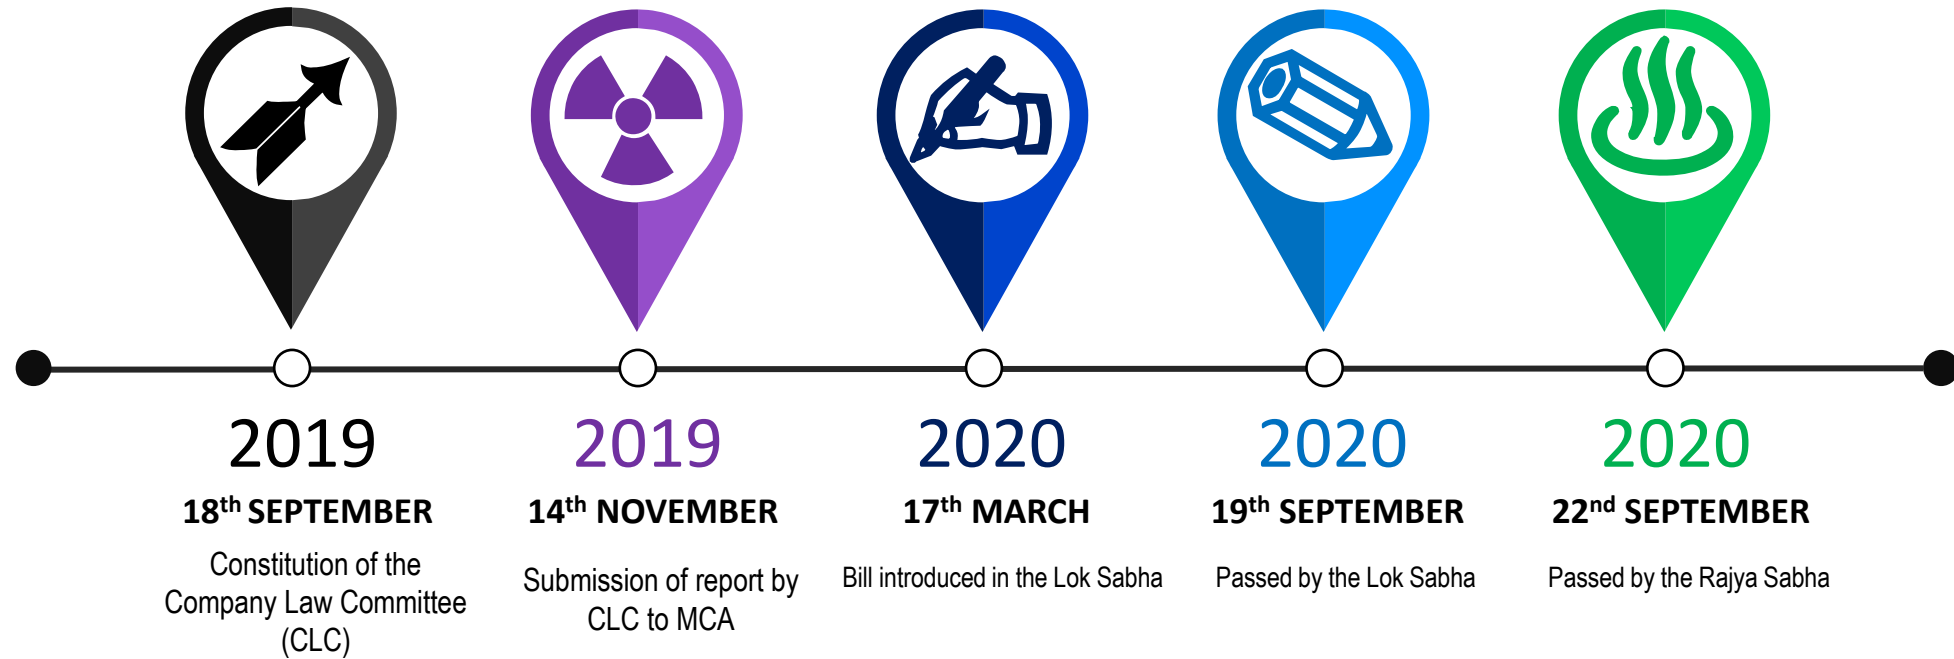 2019
18th SEPTEMBER
Constitution of the
Company Law Committee
(CLC)
2019
14th NOVEMBER
Submission of report by
CLC to MCA
2020
17th MARCH
Bill introduced in the Lok Sabha
2020
19th SEPTEMBER
Passed by the Lok Sabha
2020
22nd SEPTEMBER
Passed by the Rajya Sabha